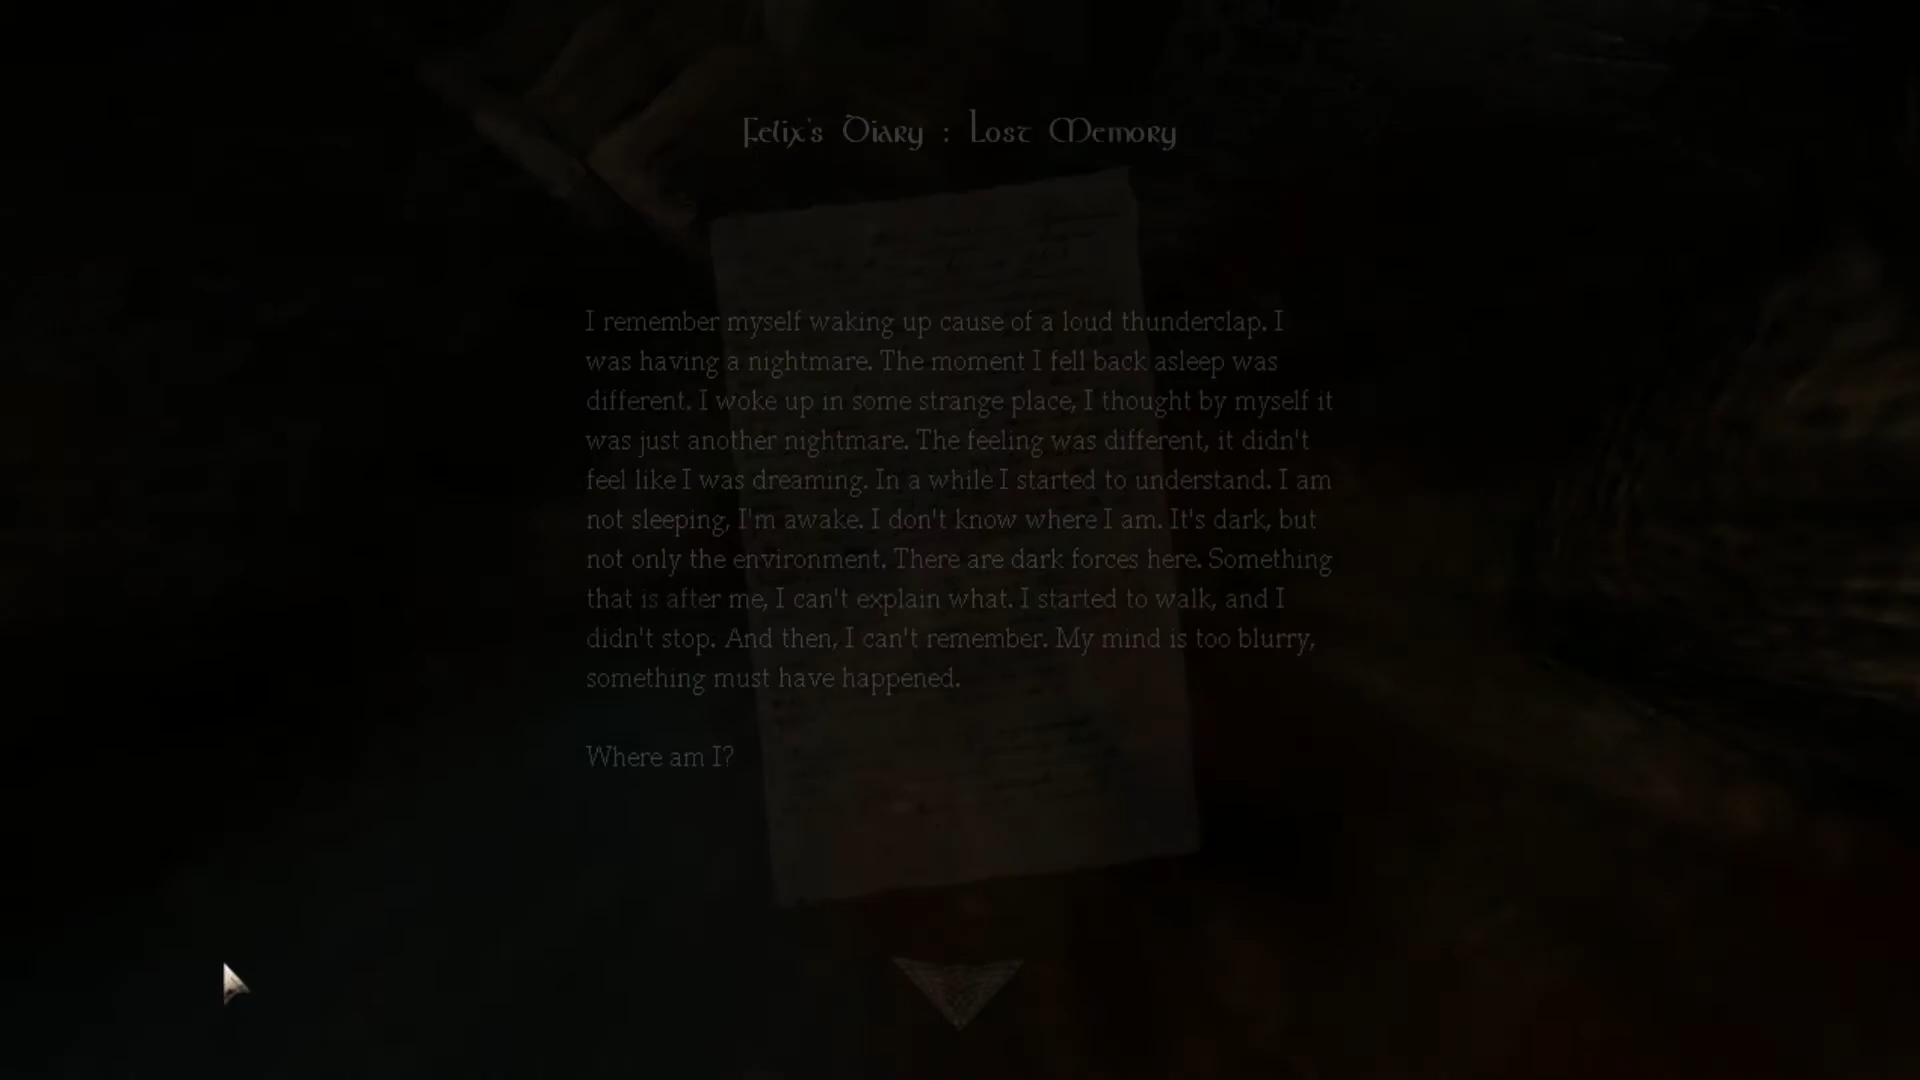 Felix's Diary : Lost Memory
I remember myself waking up cause of a loud thunderclap. I
was having a nightmare. The moment I fell back asleep was
different. I woke up in some strange place, I thought by myself it
was just another nightmare. The feeling was different, it didn't
feel like I was dreaming. In a while I started to understand. I am
not sleeping, I'm awake. I don't know where I am. It's dark, but
not only the environment. There are dark forces here. Something
that is after me, I can't explain what. I started to walk, and I
didn't stop. And then, I can't remember. My mind is too blurry,
something must have happened.
Where am I?